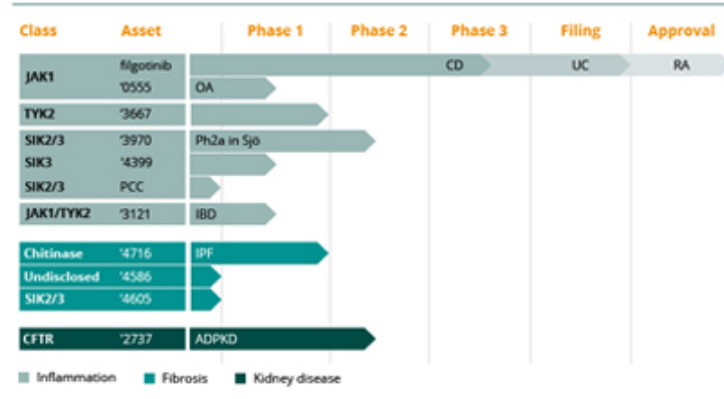 Class Asset Phase 1 Phase 2 Phase 3 Filing Approval
JAK1 filgotinib CD UC RA
'0555 OA
TYK2 '3667
SIK2/3 '3970 Ph2a in Sjö
SIK3 '4399
SIK2/3 PCC
JAK1/TYK2 '3121 IBD
Chitinase '4716 IPF
Undisclosed '4586
SIK2/3 '4605
CFTR '2737 ADPKD
Inflammation Fibrosis Kidney disease